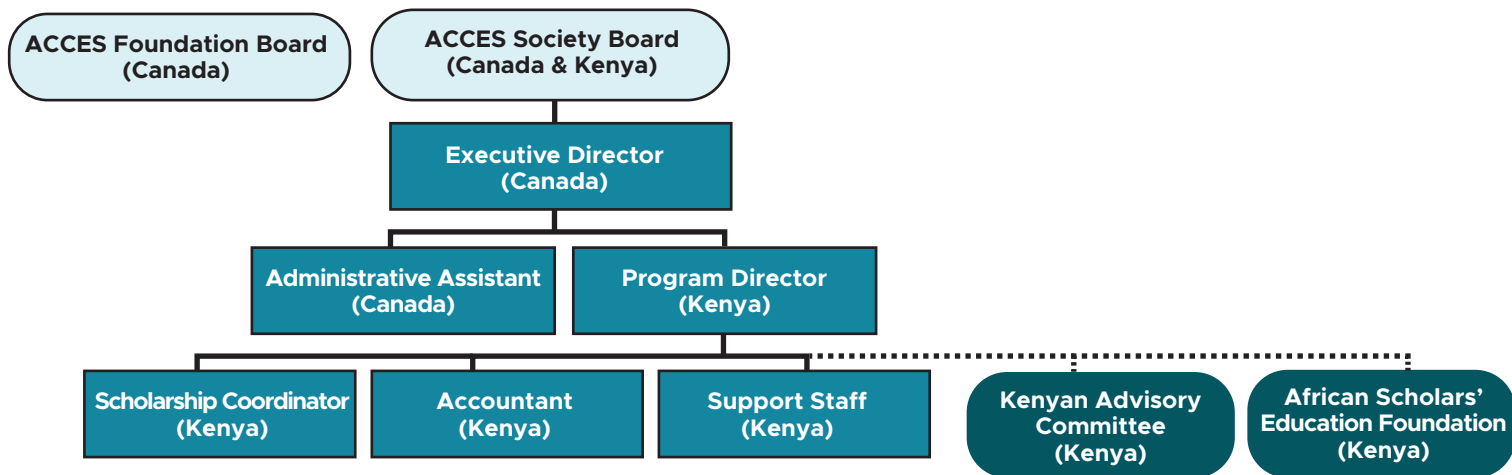 ACCES Foundation Board
(Canada)
ACCES Society Board
(Canada & Kenya)
Executive Director
(Canada)
Administrative Assistant
(Canada)
Program Director
(Kenya)
Scholarship Coordinator
(Kenya)
Accountant
(Kenya)
Support Staff
(Kenya)
Kenyan Advisory
Committee
(Kenya)
African Scholars’
Education Foundation
(Kenya)